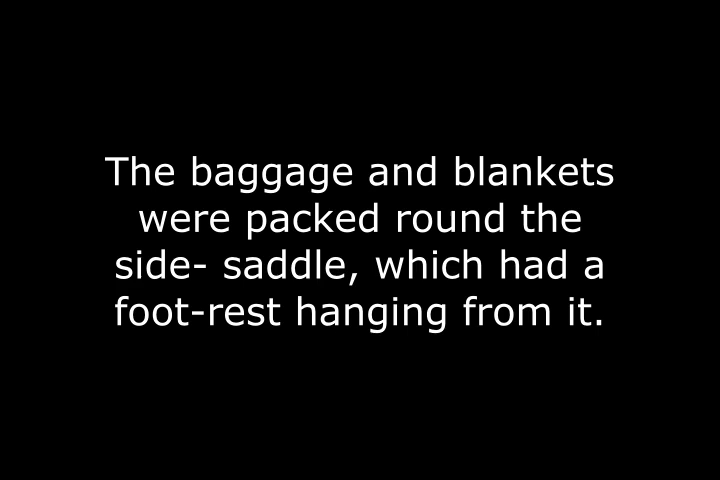 The baggage and blankets
were packed round the
side- saddle, which had a
foot-rest hanging from it.